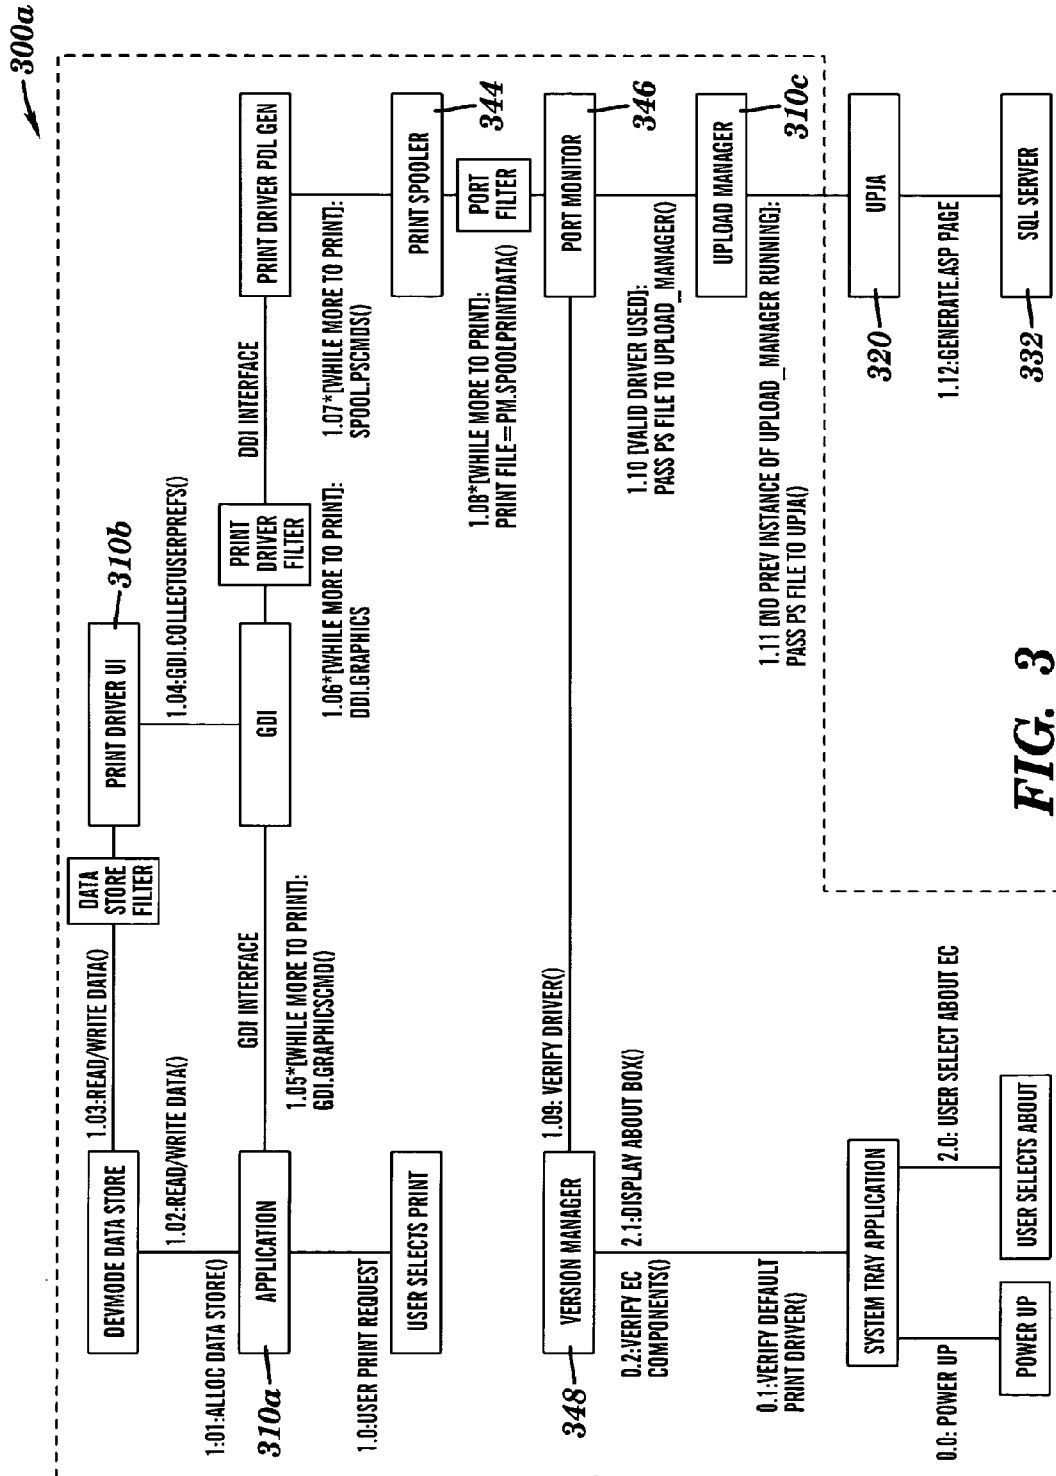 300a
DEVMODE DATA STORE
1.03:READ/WRITE DATA()
DATA
STORE
FILTER
PRINT DRIVER UI
310b
1:01:ALLOC DATA STORE()
1.02:READ/WRITE DATA()
1.04:GDI.COLLECTUSERPREFS()
310a
APPLICATION
GDI INTERFACE
GDI
PRINT
DRIVER
FILTER
DDI INTERFACE
PRINT DRIVER PDL GEN
1.05*[WHILE MORE TO PRINT]:
GDI.GRAPHICSCMD()
1.06*[WHILE MORE TO PRINT]:
DDI.GRAPHICS
1.07*[WHILE MORE TO PRINT]:
SPOOL.PSCMDS()
1.0:USER PRINT REQUEST
USER SELECTS PRINT
PRINT SPOOLER
344
1.08*[WHILE MORE TO PRINT]:
PRINT FILE=PM.SPOOLPRINTDATA()
PORT
FILTER
348
VERSION MANAGER
1.09: VERIFY DRIVER()
PORT MONITOR
346
0.2:VERIFY EC
COMPONENTS()
2.1:DISPLAY ABOUT BOX()
1.10 [VALID DRIVER USED]:
PASS PS FILE TO UPLOAD_MANAGER()
UPLOAD MANAGER
310c
0.1:VERIFY DEFAULT
PRINT DRIVER()
1.11 [NO PREV INSTANCE OF UPLOAD_MANAGER RUNNING]:
PASS PS FILE TO UPJA()
SYSTEM TRAY APPLICATION
320
UPJA
0.0: POWER UP
2.0: USER SELECT ABOUT EC
1.12:GENERATE.ASP PAGE
POWER UP
USER SELECTS ABOUT
332
SQL SERVER
FIG. 3